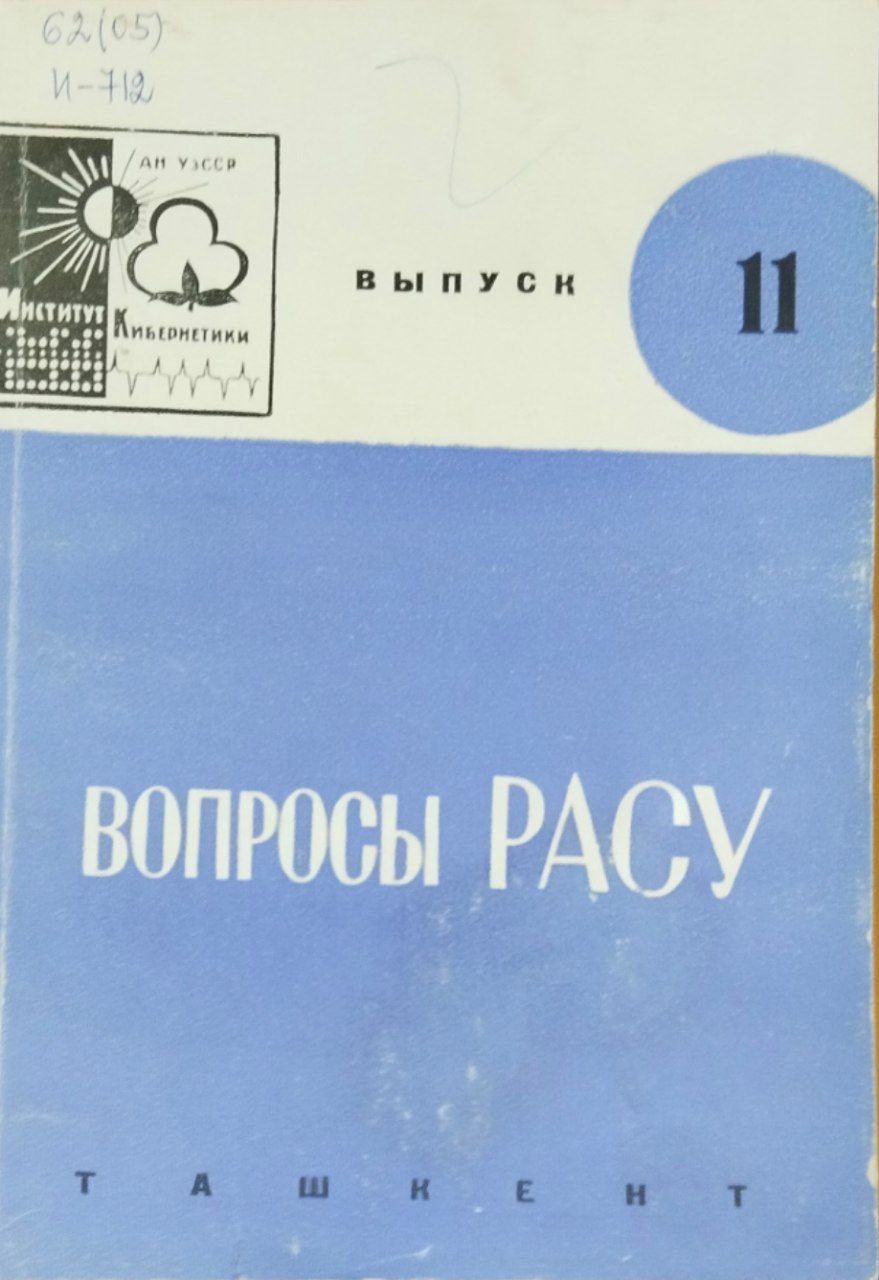 62(05)
И-712
АН УзССР
Институт
Кибернетики
ВЫПУСК
11
ВОПРОСЫ РАСУ
ТАШКЕНТ